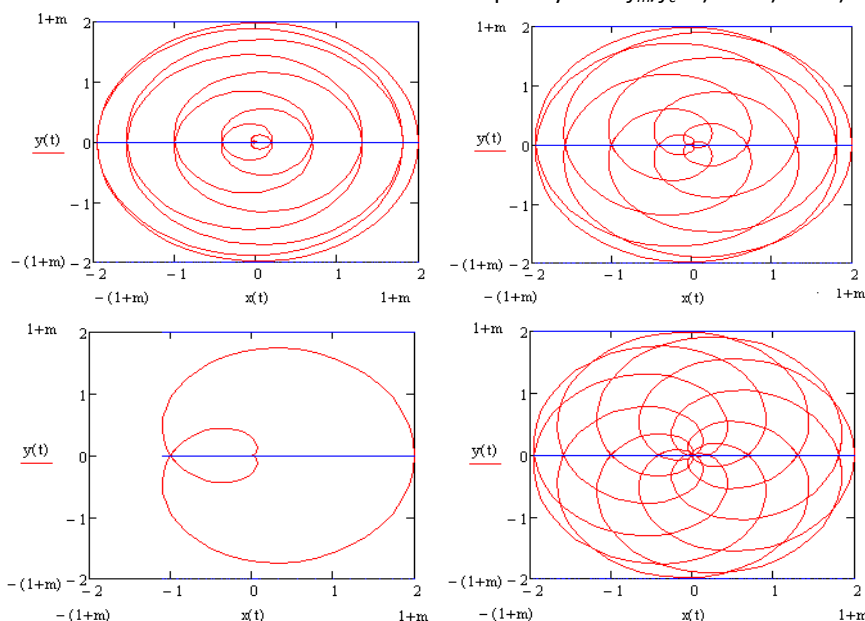 1+m 2
1
y(t) 0
− 1
− (1+m) − 2
− 2 − 1 0 1 2
− (1+m) x(t) 1+m
1+m 2
1
y(t) 0
− 1
− (1+m) − 2
− 2 − 1 0 1 2
− (1+m) x(t) 1+m
1+m 2
1
y(t) 0
− 1
− (1+m) − 2
− 2 − 1 0 1 2
− (1+m) x(t) 1+m
1+m 2
1
y(t) 0
− 1
− (1+m) − 2
− 2 − 1 0 1 2
− (1+m) x(t) 1+m